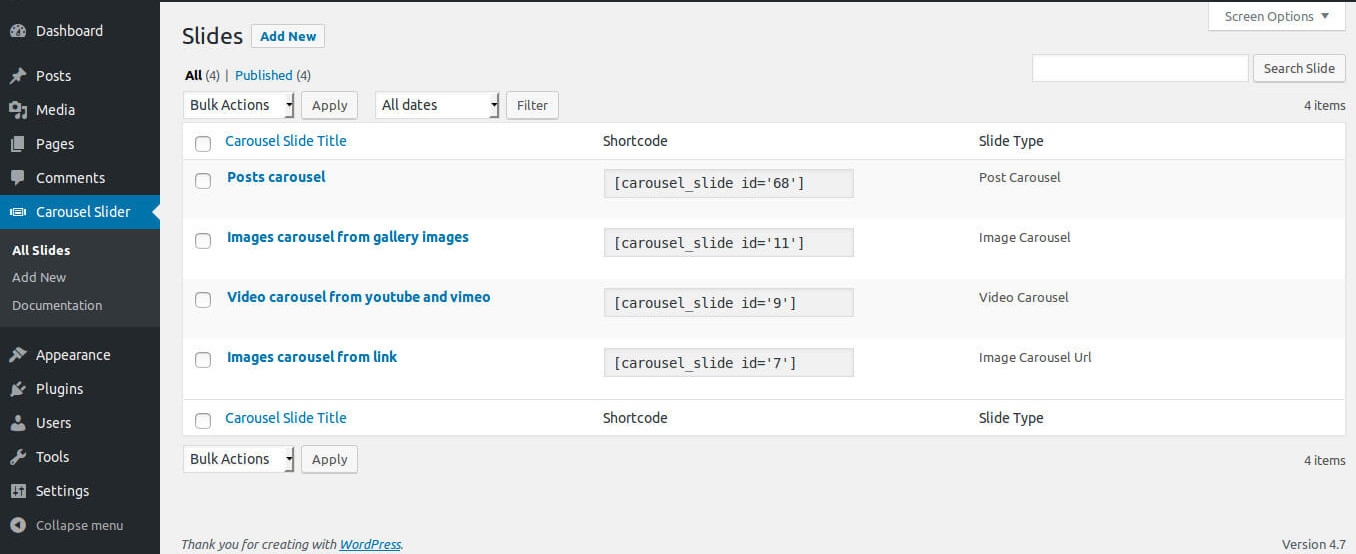 Dashboard
Posts
Media
Pages
Comments
Carousel Slider
All Slides
Add New
Documentation
Appearance
Plugins
Users
Tools
Settings
Collapse menu
Screen Options
Slides Add New
All (4) | Published (4)
Search Slide
Bulk Actions Apply All dates Filter 4 items
Carousel Slide Title Shortcode Slide Type
Posts carousel [carousel_slide id='68'] Post Carousel
Images carousel from gallery images [carousel_slide id='11'] Image Carousel
Video carousel from youtube and vimeo [carousel_slide id='9'] Video Carousel
Images carousel from link [carousel_slide id='7'] Image Carousel Url
Carousel Slide Title Shortcode Slide Type
Bulk Actions Apply 4 items
Thank you for creating with WordPress. Version 4.7